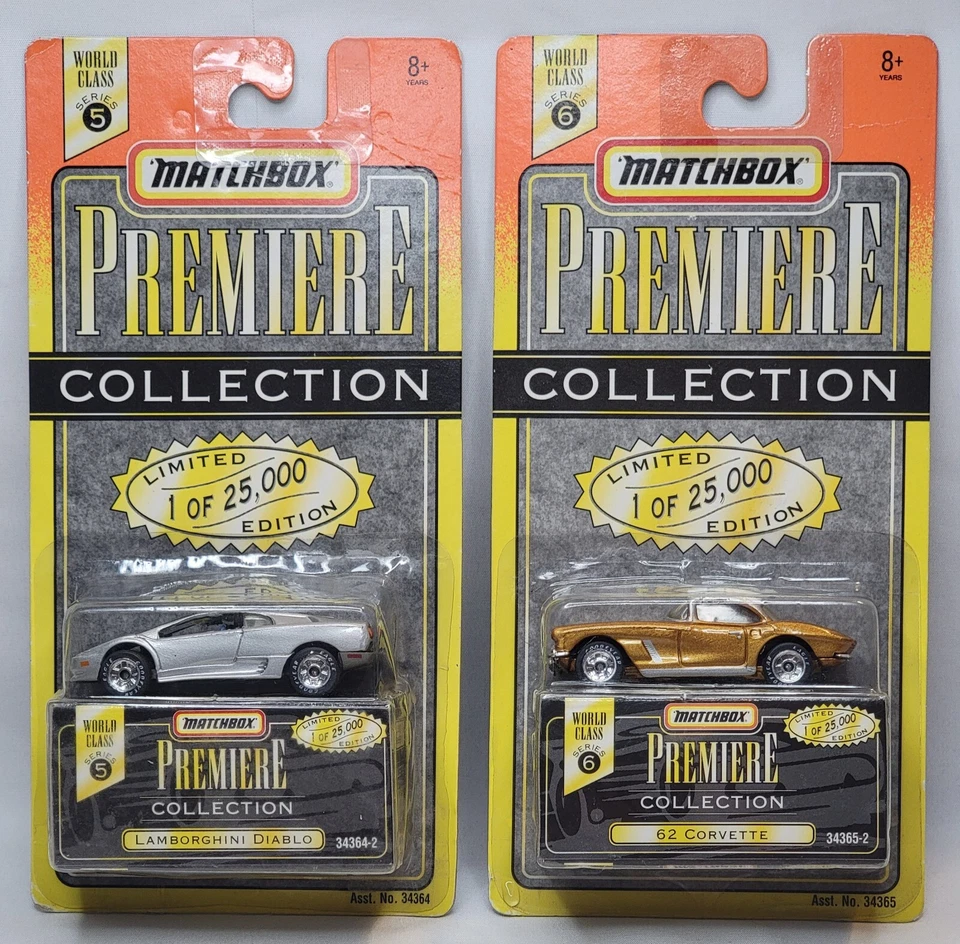 WORLD
CLASS
SERIES
5
8+
YEARS
MATCHBOX®
PREMIERE
COLLECTION
LIMITED
1 OF 25,000
EDITION
WORLD
CLASS
SERIES
5
MATCHBOX®
PREMIERE
COLLECTION
LIMITED
1 OF 25,000
EDITION
LAMBORGHINI DIABLO
34364-2
Asst. No. 34364
WORLD
CLASS
SERIES
6
8+
YEARS
MATCHBOX®
PREMIERE
COLLECTION
LIMITED
1 OF 25,000
EDITION
WORLD
CLASS
SERIES
6
MATCHBOX®
PREMIERE
COLLECTION
LIMITED
1 OF 25,000
EDITION
62 CORVETTE
34365-2
Asst. No. 34365